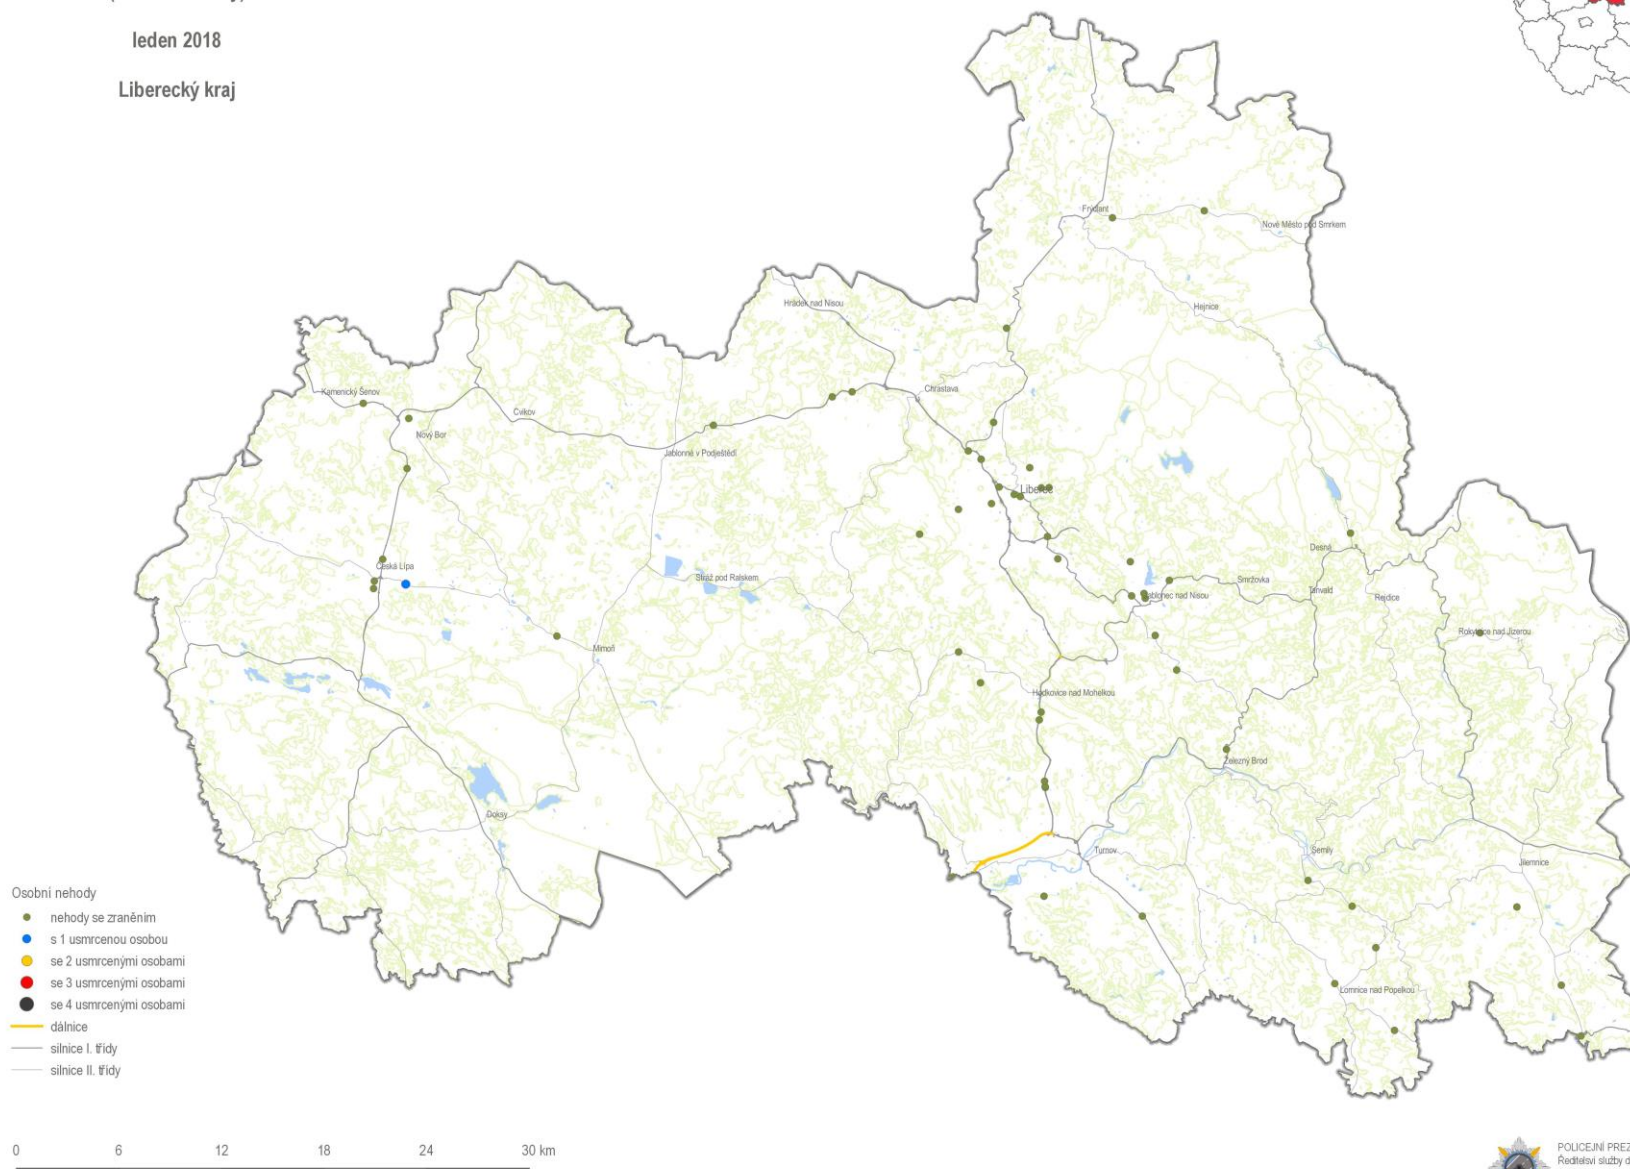 leden 2018
Liberecký kraj
Frýdlant
Nové Město pod Smrkem
Hejnice
Hrádek nad Nisou
Chrastava
Kamenický Šenov
Cvikov
Nový Bor
Jablonné v Podještědí
Liberec
Desná
Česká Lípa
Stráž pod Ralskem
Smržovka
Tanvald
Jablonec nad Nisou
Rejdice
Rokytnice nad Jizerou
Mimoň
Hodkovice nad Mohelkou
Železný Brod
Doksy
Turnov
Semily
Jilemnice
Lomnice nad Popelkou
Osobní nehody
nehody se zraněním
s 1 usmrcenou osobou
se 2 usmrcenými osobami
se 3 usmrcenými osobami
se 4 usmrcenými osobami
dálnice
silnice I. třídy
silnice II. třídy
0 6 12 18 24 30 km
POLICEJNÍ PREZ
Ředitelsví služby d